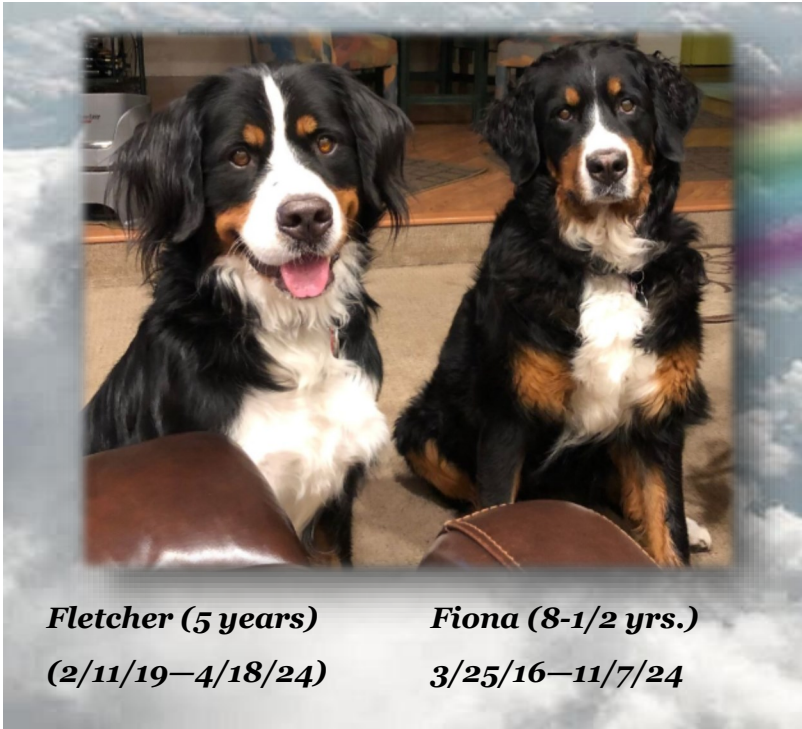 Fletcher (5 years)
Fiona (8-1/2 yrs.)
(2/11/19—4/18/24)
3/25/16—11/7/24